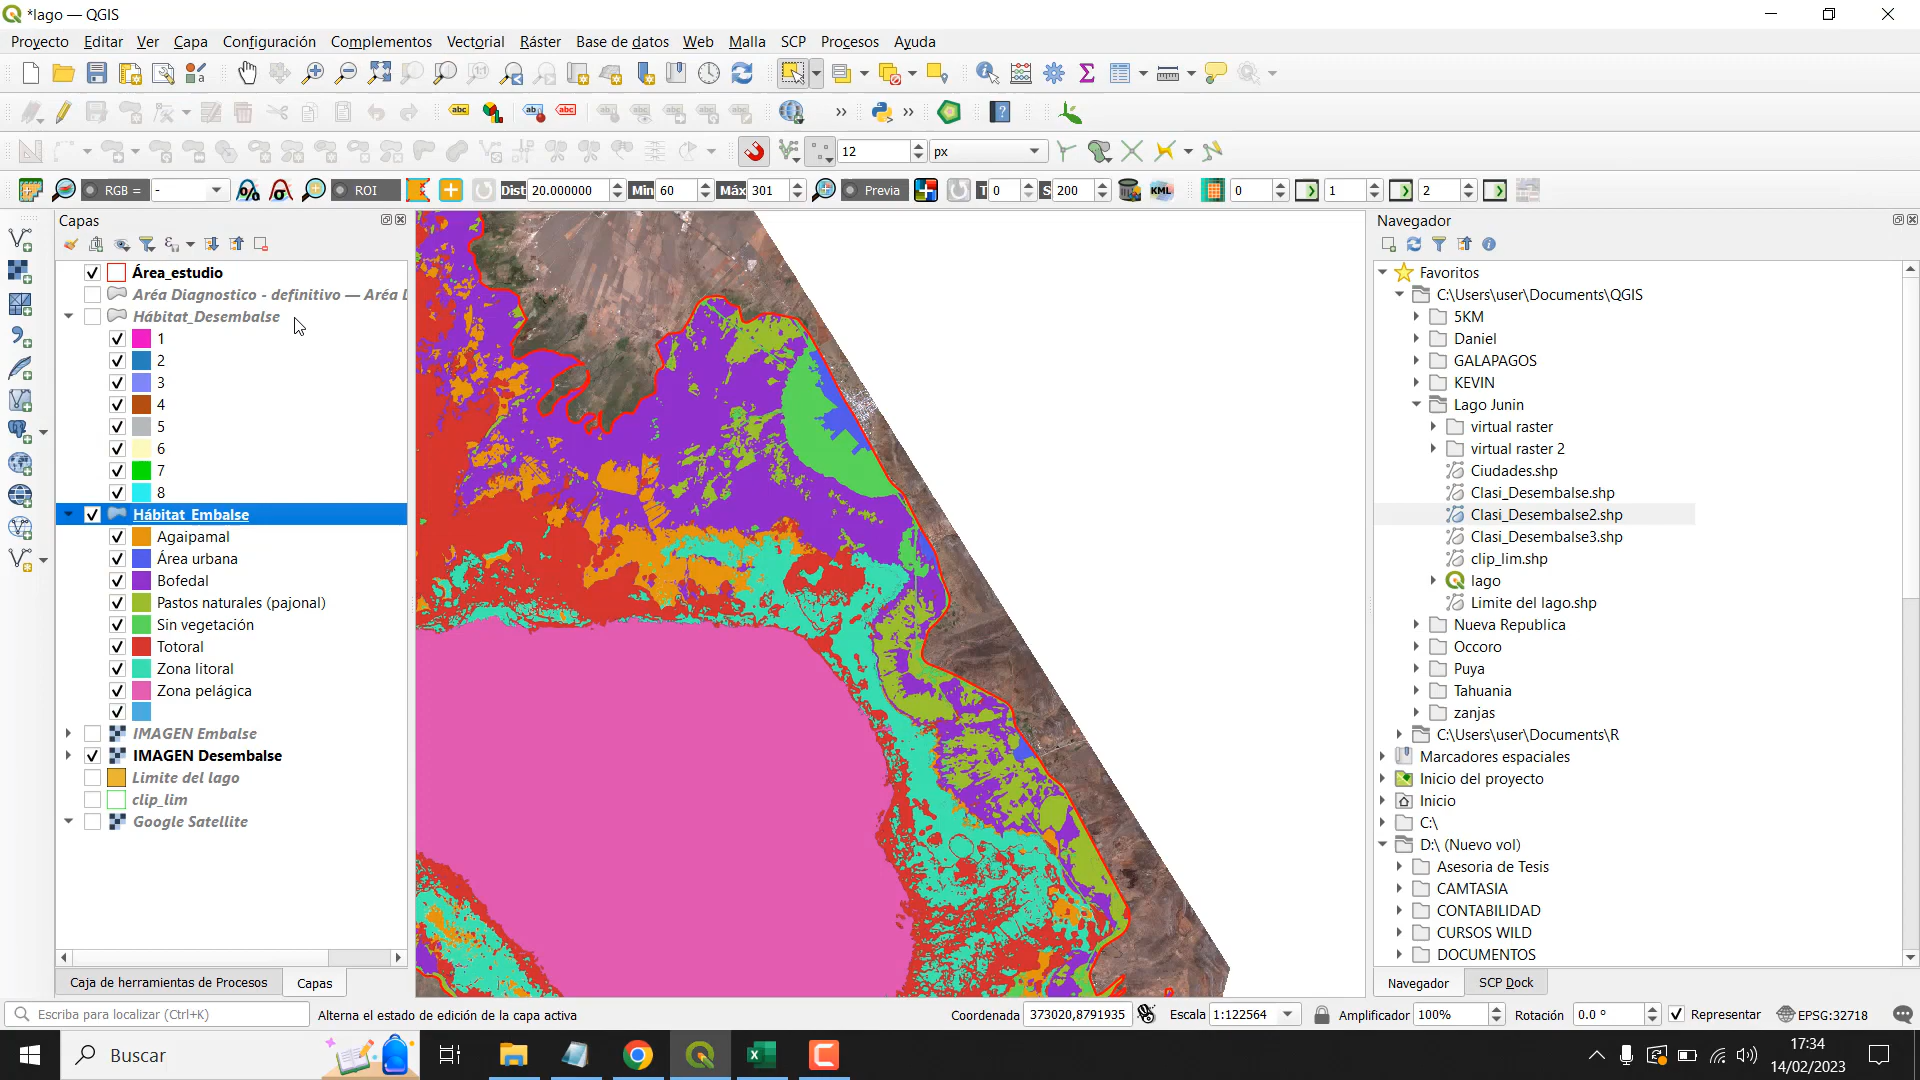 *lago — QGIS
Proyecto Editar Ver Capa Configuración Complementos Vectorial Ráster Base de datos Web Malla SCP Procesos Ayuda
abc abc abc
12 px
RGB = - ROI Dist 20.000000 Min 60 Máx 301 Previa T 0 S 200 KML 0 1 2
Capas
Área_estudio
Aréa Diagnostico - definitivo — Aréa D
Hábitat_Desembalse
1
2
3
4
5
6
7
8
Hábitat_Embalse
Agaipamal
Área urbana
Bofedal
Pastos naturales (pajonal)
Sin vegetación
Totoral
Zona litoral
Zona pelágica
IMAGEN Embalse
IMAGEN Desembalse
Limite del lago
clip_lim
Google Satellite
Caja de herramientas de Procesos Capas
Navegador
Favoritos
C:\Users\user\Documents\QGIS
5KM
Daniel
GALAPAGOS
KEVIN
Lago Junin
virtual raster
virtual raster 2
Ciudades.shp
Clasi_Desembalse.shp
Clasi_Desembalse2.shp
Clasi_Desembalse3.shp
clip_lim.shp
lago
Limite del lago.shp
Nueva Republica
Occoro
Puya
Tahuania
zanjas
C:\Users\user\Documents\R
Marcadores espaciales
Inicio del proyecto
Inicio
C:\
D:\ (Nuevo vol)
Asesoria de Tesis
CAMTASIA
CONTABILIDAD
CURSOS WILD
DOCUMENTOS
Navegador SCP Dock
Escriba para localizar (Ctrl+K) Alterna el estado de edición de la capa activa Coordenada 373020,8791935 Escala 1:122564 Amplificador 100% Rotación 0.0 ° Representar EPSG:32718
Buscar
17:34
14/02/2023